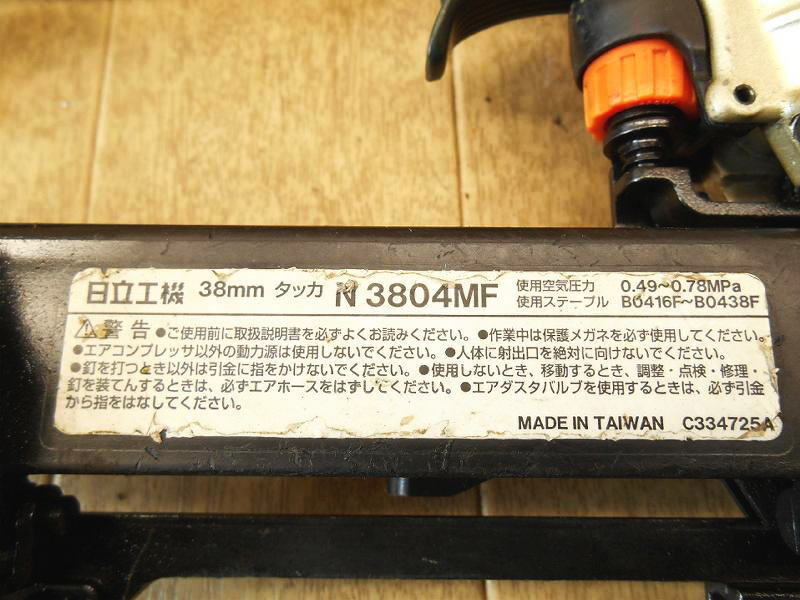 日立工機 38mm タッカ N 3804MF 使用空気圧力 0.49~0.78MPa
使用ステープル B0416F~B0438F
⚠警告 ●ご使用前に取扱説明書を必ずよくお読みください。●作業中は保護メガネを必ず使用してください。
●エアコンプレッサ以外の動力源は使用しないでください。●人体に射出口を絶対に向けないでください。
●釘を打つとき以外は引金に指をかけないでください。●使用しないとき、移動するとき、調整・点検・修理・
釘を装てんするときは、必ずエアホースをはずしてください。●エアダスタバルブを使用するときは、必ず引金
から指をはなしてください。
MADE IN TAIWAN C334725A